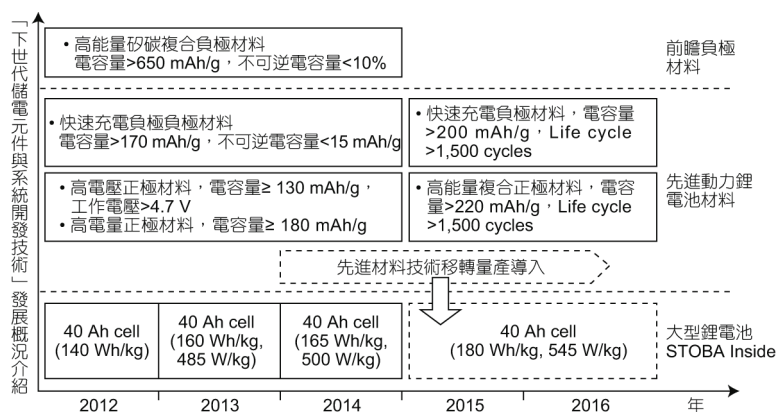 「下世代儲電元件與系統開發技術」發展概況介紹
• 高能量矽碳複合負極材料
電容量>650 mAh/g，不可逆電容量<10%
前瞻負極
材料
• 快速充電負極負極材料
電容量>170 mAh/g，不可逆電容量<15 mAh/g
• 快速充電負極材料，電容量
>200 mAh/g，Life cycle
>1,500 cycles
• 高電壓正極材料，電容量≥ 130 mAh/g，
工作電壓>4.7 V
• 高電量正極材料，電容量≥ 180 mAh/g
• 高能量複合正極材料，電容
量>220 mAh/g，Life cycle
>1,500 cycles
先進動力鋰
電池材料
先進材料技術移轉量產導入
40 Ah cell
(140 Wh/kg)
40 Ah cell
(160 Wh/kg,
485 W/kg)
40 Ah cell
(165 Wh/kg,
500 W/kg)
40 Ah cell
(180 Wh/kg, 545 W/kg)
大型鋰電池
STOBA Inside
2012
2013
2014
2015
2016
年